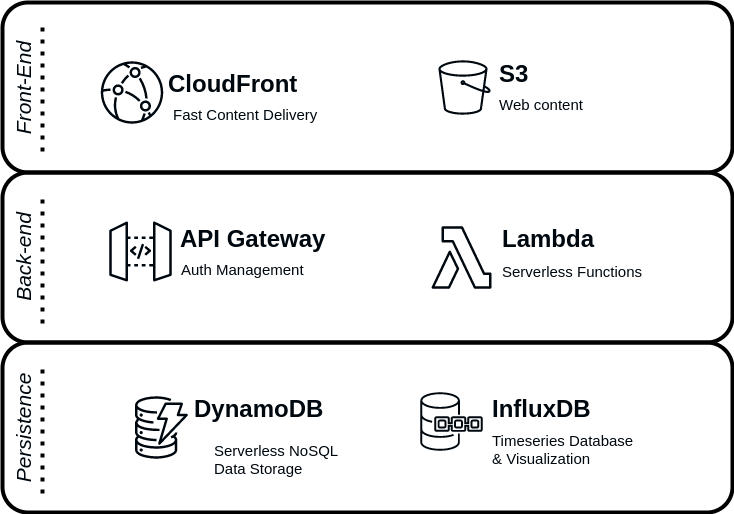 Front-End
CloudFront
Fast Content Delivery
S3
Web content
Back-end
API Gateway
</>
Auth Management
Lambda
Serverless Functions
Persistence
DynamoDB
Serverless NoSQL
Data Storage
InfluxDB
Timeseries Database
& Visualization